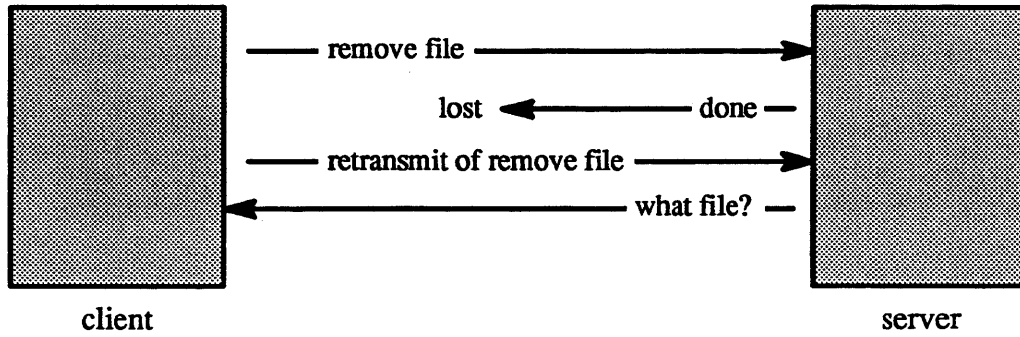 remove file
lost done
retransmit of remove file
what file?
client server